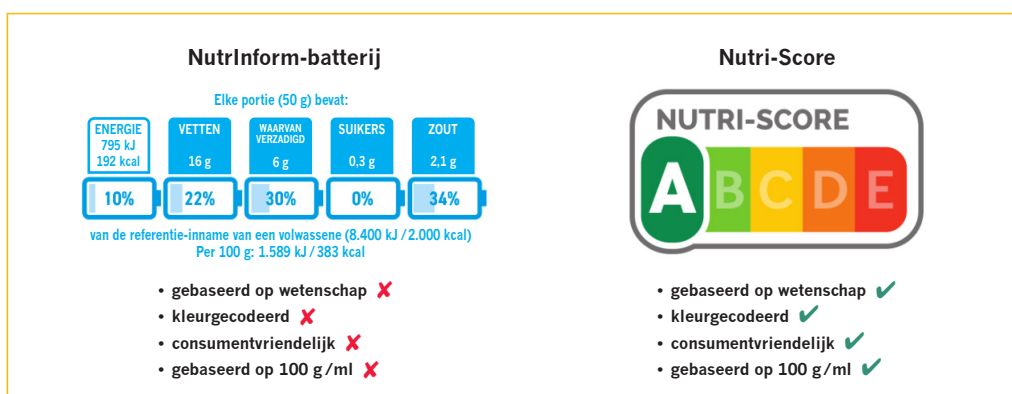 NutrInform-batterij
Elke portie (50 g) bevat:
ENERGIE
795 kJ
192 kcal
VETTEN
16 g
WAARVAN
VERZADIGD
6 g
SUIKERS
0,3 g
ZOUT
2,1 g
10%
22%
30%
0%
34%
van de referentie-inname van een volwassene (8.400 kJ / 2.000 kcal)
Per 100 g: 1.589 kJ / 383 kcal
• gebaseerd op wetenschap ✘
• kleurgecodeerd ✘
• consumentvriendelijk ✘
• gebaseerd op 100 g/ml ✘
Nutri-Score
NUTRI-SCORE
A B C D E
• gebaseerd op wetenschap ✔
• kleurgecodeerd ✔
• consumentvriendelijk ✔
• gebaseerd op 100 g/ml ✔